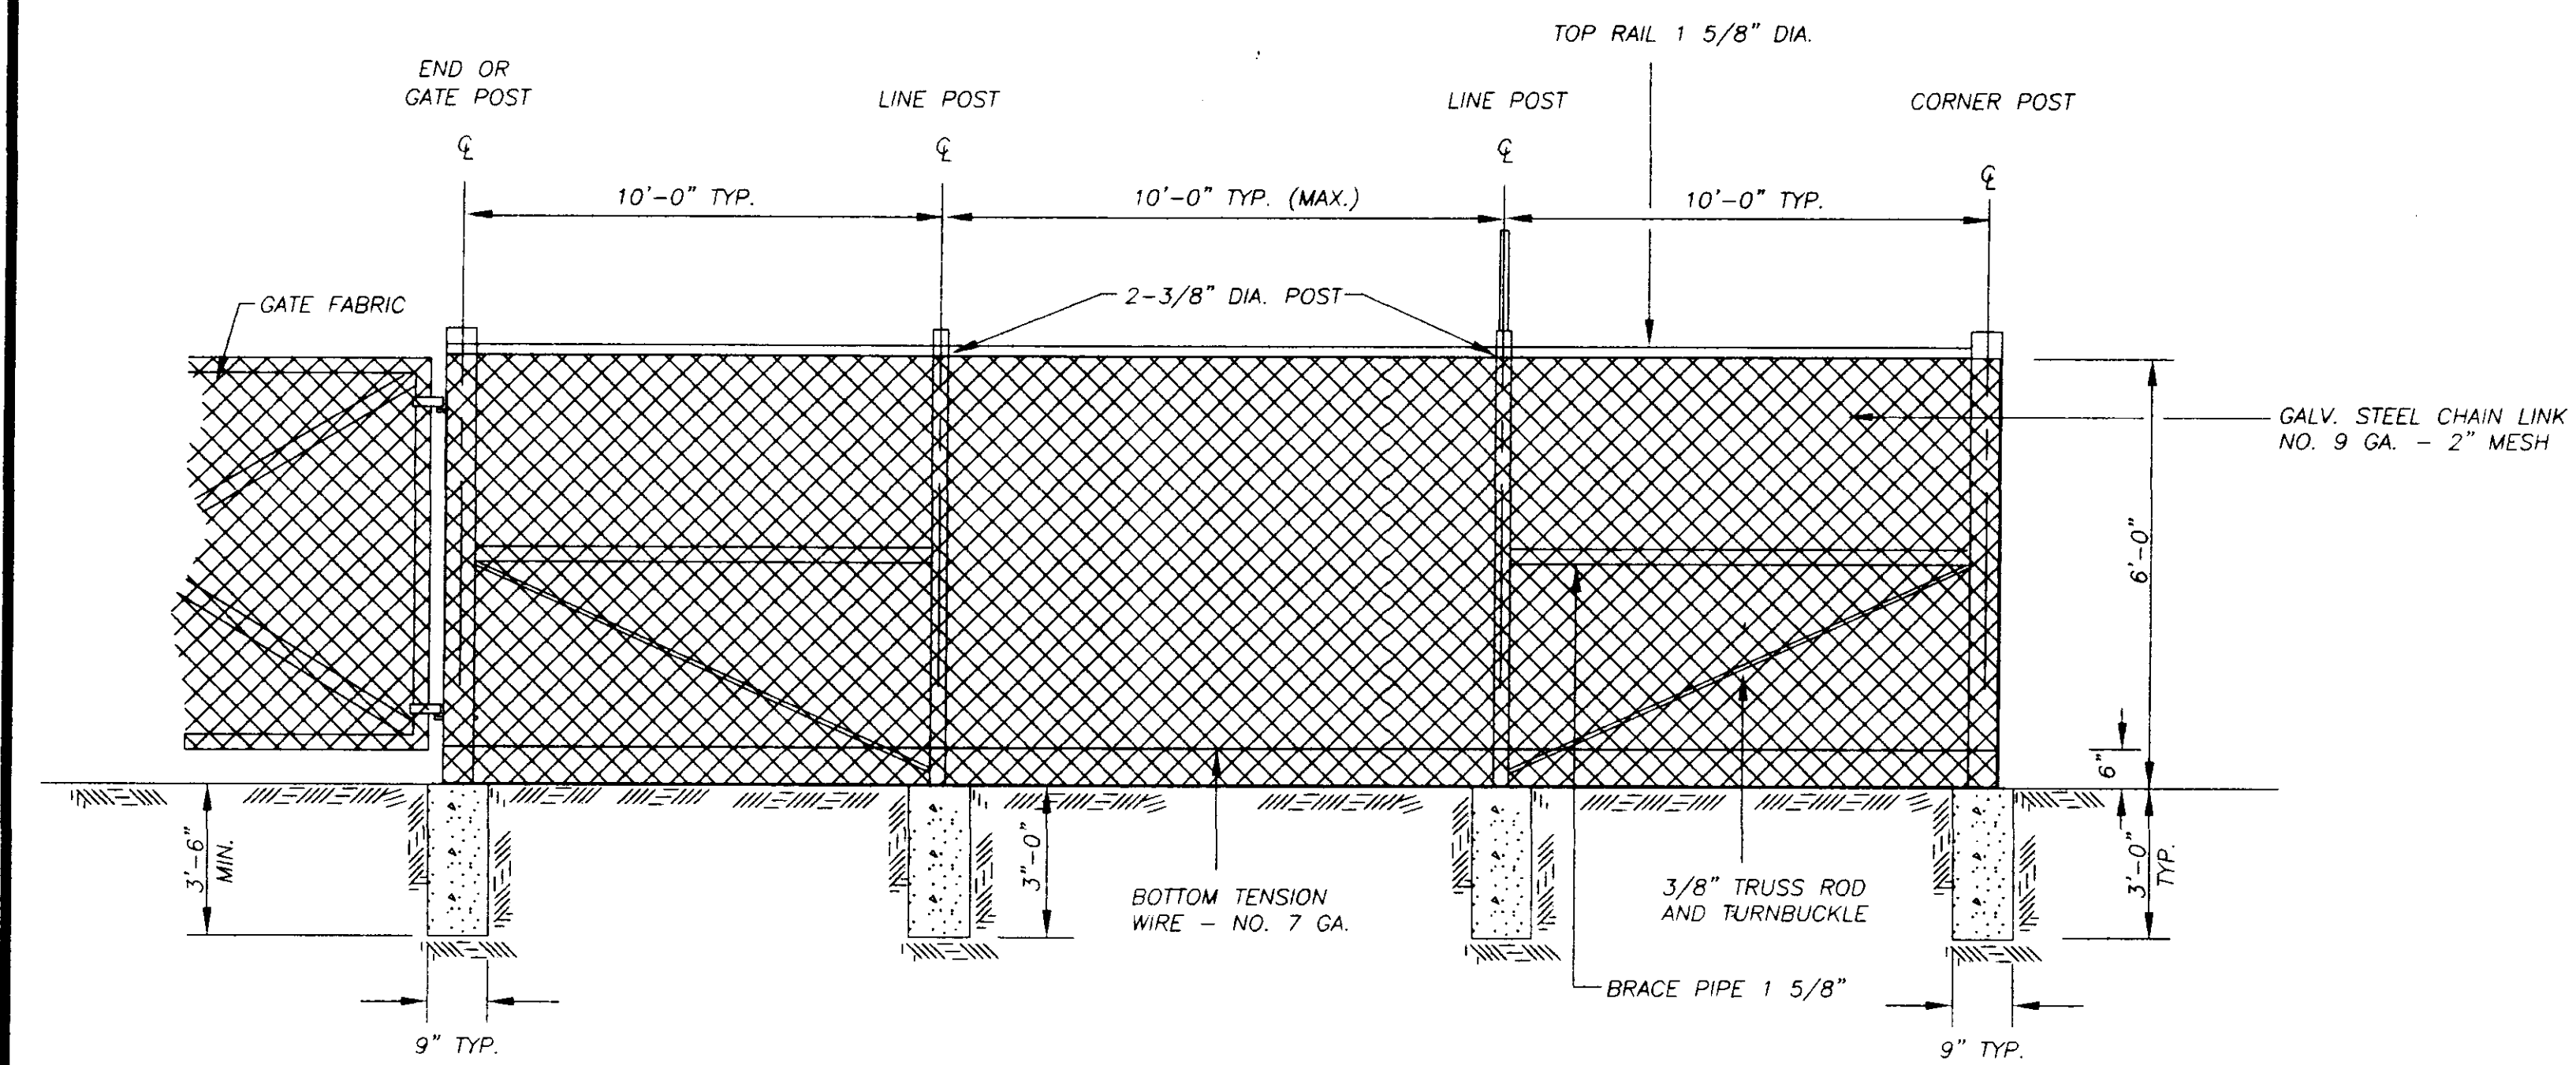 TOP RAIL 1 5/8" DIA.
END OR
GATE POST
LINE POST
LINE POST
CORNER POST
℄
℄
℄
℄
10'-0" TYP.
10'-0" TYP. (MAX.)
10'-0" TYP.
GATE FABRIC
2-3/8" DIA. POST
GALV. STEEL CHAIN LINK
NO. 9 GA. - 2" MESH
6'-0"
6"
3'-6"
MIN.
3"-0"
BOTTOM TENSION
WIRE - NO. 7 GA.
3/8" TRUSS ROD
AND TURNBUCKLE
3'-0"
TYP.
BRACE PIPE 1 5/8"
9" TYP.
9" TYP.